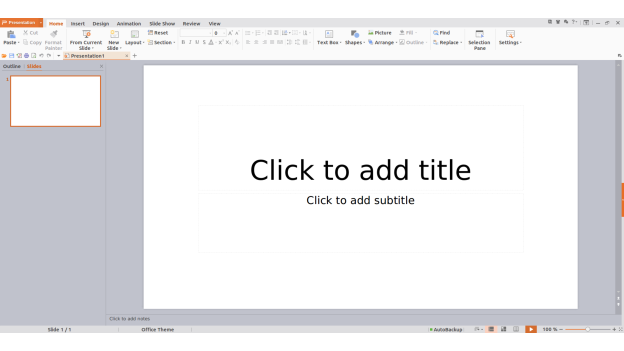 Presentation Home Insert Design Animation Slide Show Review View
Cut Reset 0 Picture Fill Find
Paste Copy Format Painter From Current Slide New Slide Layout Section B I U S A Text Box Shapes Arrange Outline Replace Selection Pane Settings
Presentation1 × +
Outline Slides ×
1
Click to add title
Click to add subtitle
Click to add notes
Slide 1 / 1 Office Theme AutoBackup 100 %